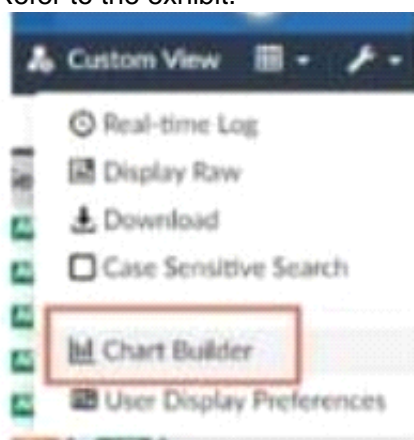 Refer to the exhibit.
Custom View
Real-time Log
Display Raw
Download
Case Sensitive Search
Chart Builder
User Display Preferences